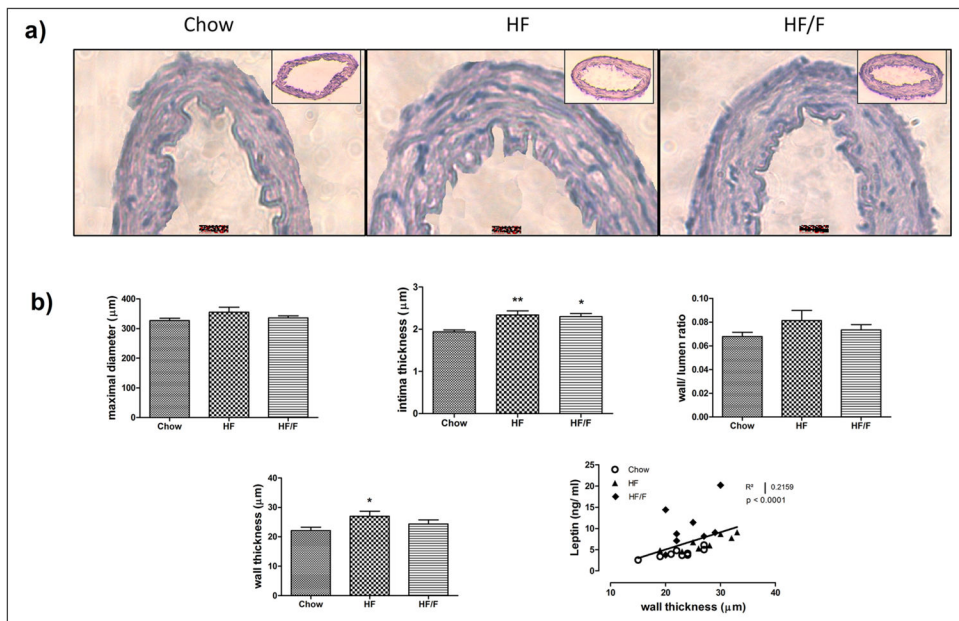 a)
Chow
HF
HF/F
b)
maximal diameter (μm)
400
300
200
100
0
Chow
HF
HF/F
intima thickness (μm)
3
2
1
0
**
*
Chow
HF
HF/F
wall/ lumen ratio
0.10
0.08
0.06
0.04
0.02
0.00
Chow
HF
HF/F
wall thickness (μm)
40
30
20
10
0
*
Chow
HF
HF/F
Leptin (ng/ ml)
25
20
15
10
5
0
Chow
HF
HF/F
R² | 0.2159
p < 0.0001
10
20
30
40
wall thickness (μm)